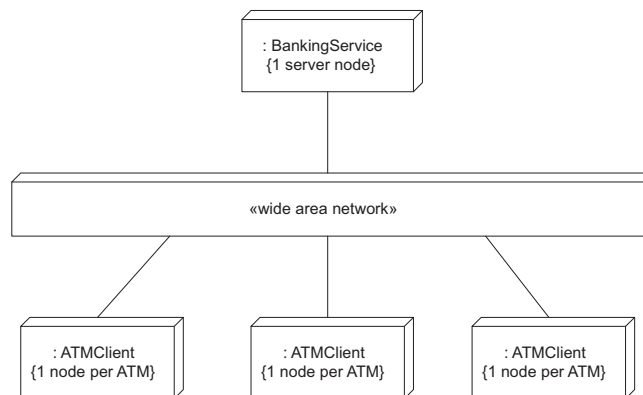 : BankingService
{1 server node}
«wide area network»
: ATMClient
{1 node per ATM}
: ATMClient
{1 node per ATM}
: ATMClient
{1 node per ATM}